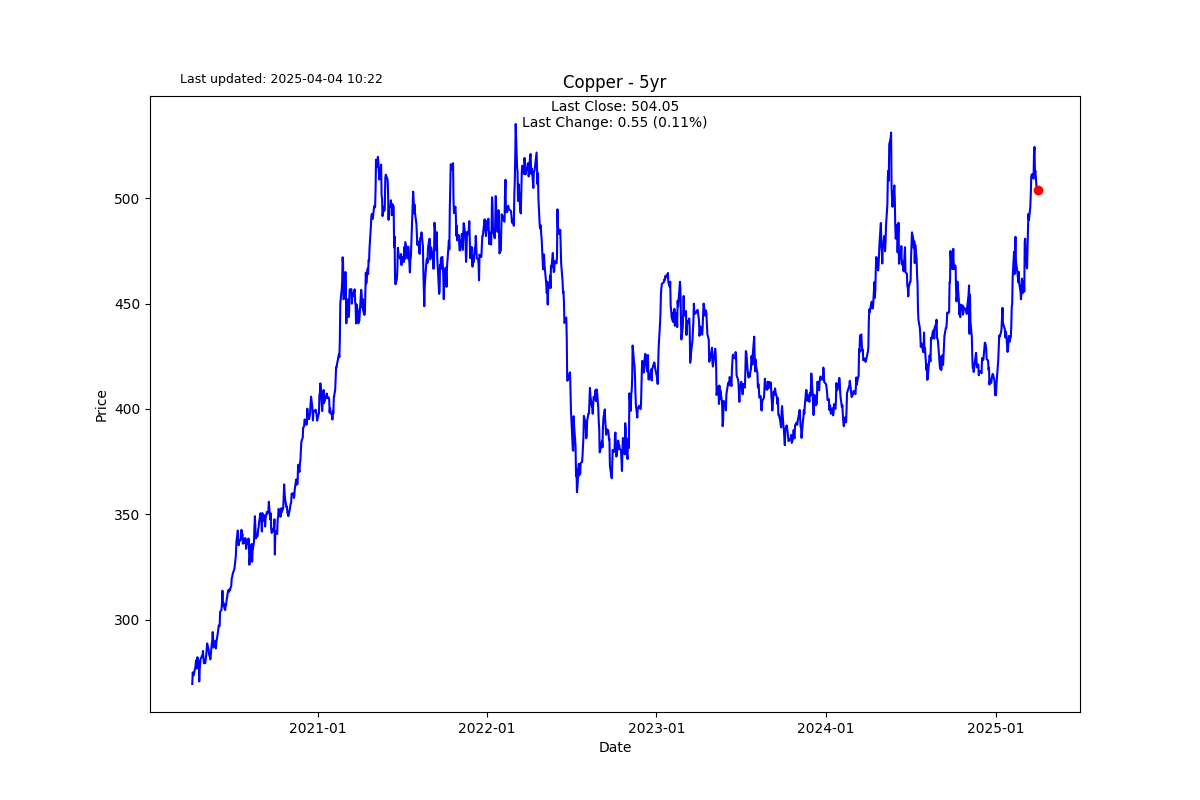 Last updated: 2025-04-04 10:22
Copper - 5yr
Last Close: 504.05
Last Change: 0.55 (0.11%)
500
450
400
350
300
Price
2021-01
2022-01
2023-01
2024-01
2025-01
Date